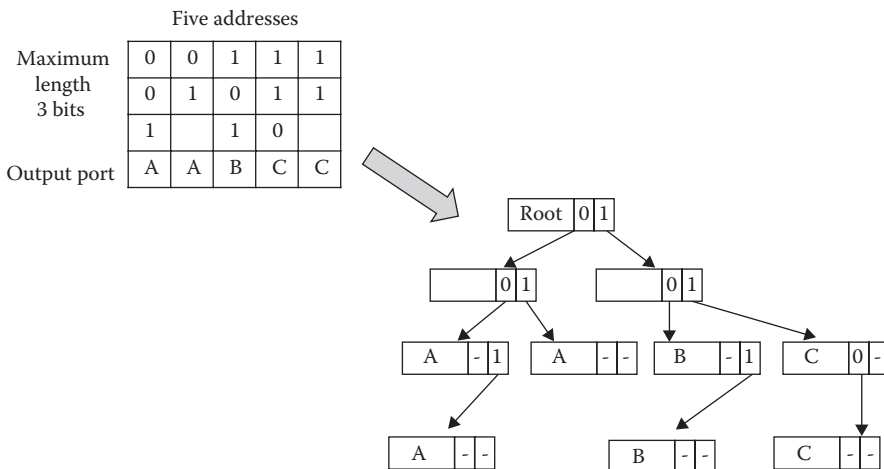 Five addresses
Maximum
length
3 bits
0 0 1 1 1
0 1 0 1 1
1 1 0
Output port
A A B C C
Root 0 1
0 1
0 1
A - 1
A - -
B - 1
C 0 -
A - -
B - -
C - -